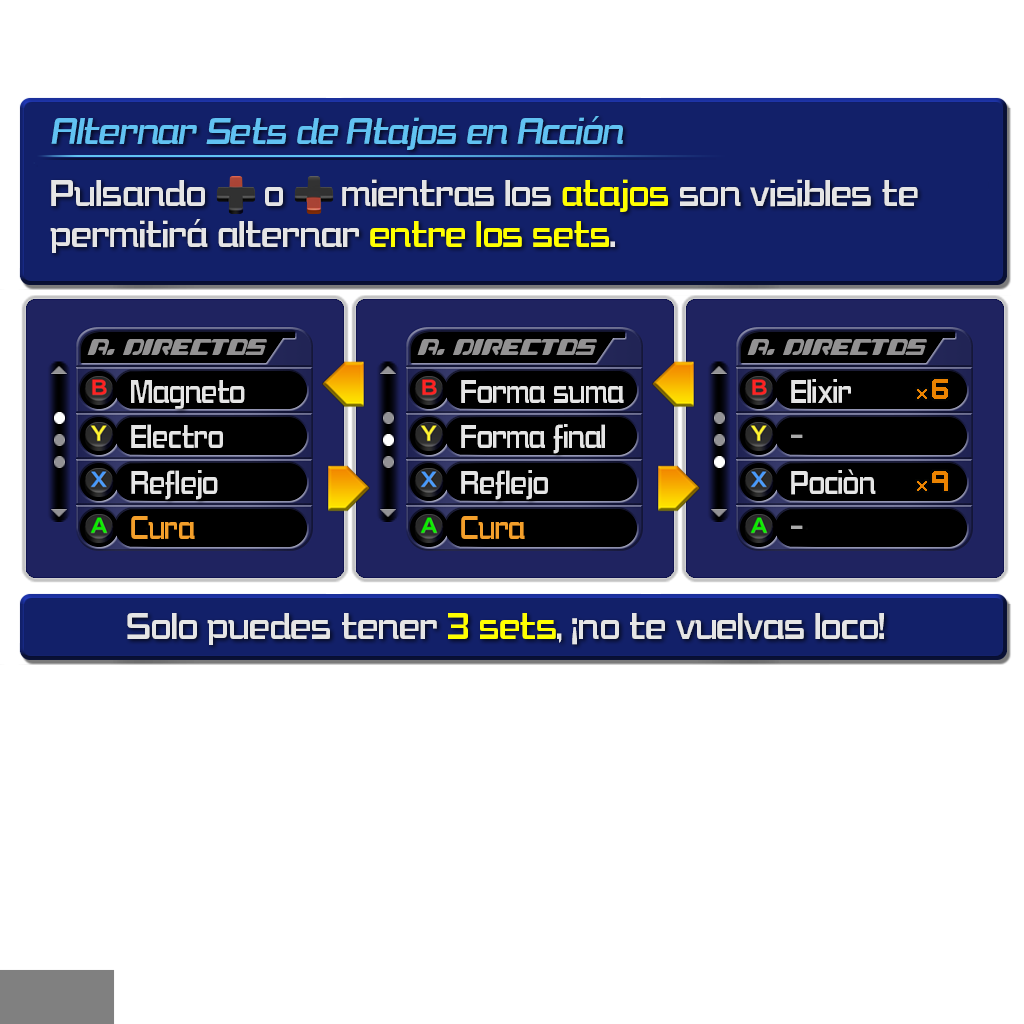 Alternar Sets de Atajos en Acción
Pulsando o mientras los atajos son visibles te
permitirá alternar entre los sets.
A. DIRECTOS
B Magneto
Y Electro
X Reflejo
A Cura
A. DIRECTOS
B Forma suma
Y Forma final
X Reflejo
A Cura
A. DIRECTOS
B Elixir ×6
Y -
X Pociòn ×9
A -
Solo puedes tener 3 sets, ¡no te vuelvas loco!